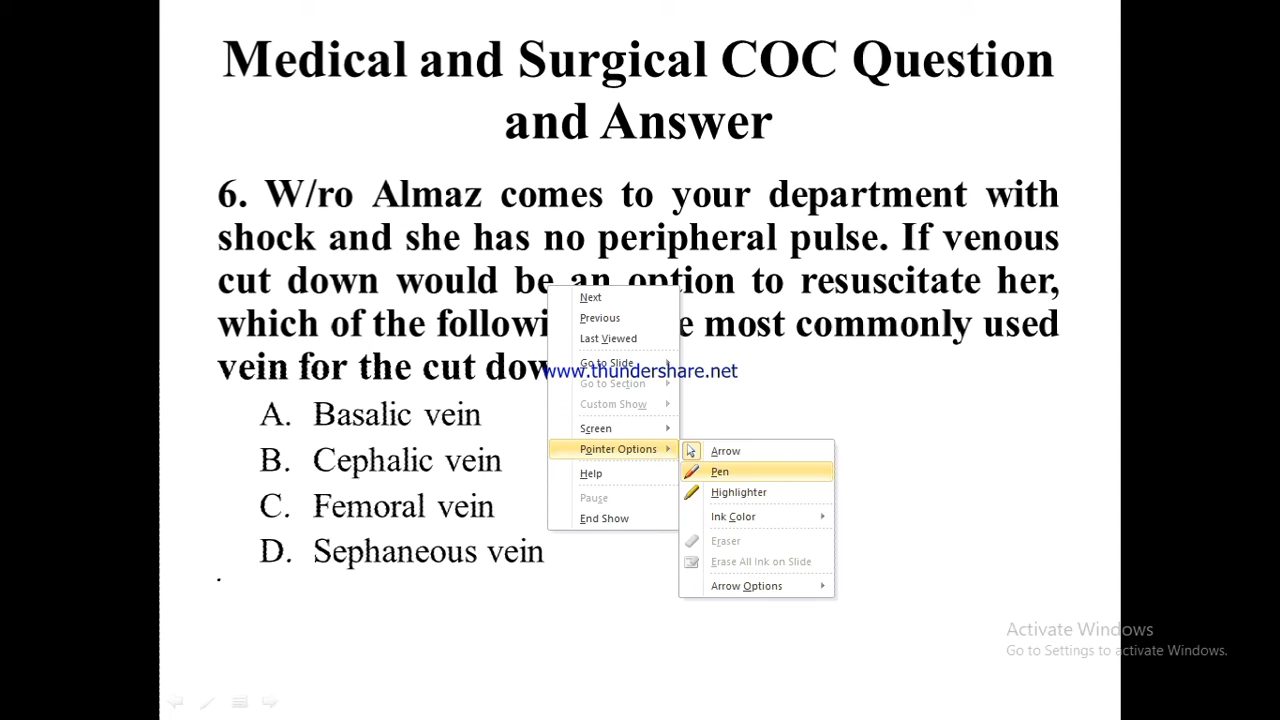 Medical and Surgical COC Question
and Answer
6. W/ro Almaz comes to your department with
shock and she has no peripheral pulse. If venous
cut down would be an option to resuscitate her,
which of the followi e most commonly used
vein for the cut dow
www.thundershare.net
A. Basalic vein
B. Cephalic vein
C. Femoral vein
D. Sephaneous vein
.
Next
Previous
Last Viewed
Go to Slide
Go to Section
Custom Show
Screen
Pointer Options
Help
Pause
End Show
Arrow
Pen
Highlighter
Ink Color
Eraser
Erase All Ink on Slide
Arrow Options
Activate Windows
Go to Settings to activate Windows.